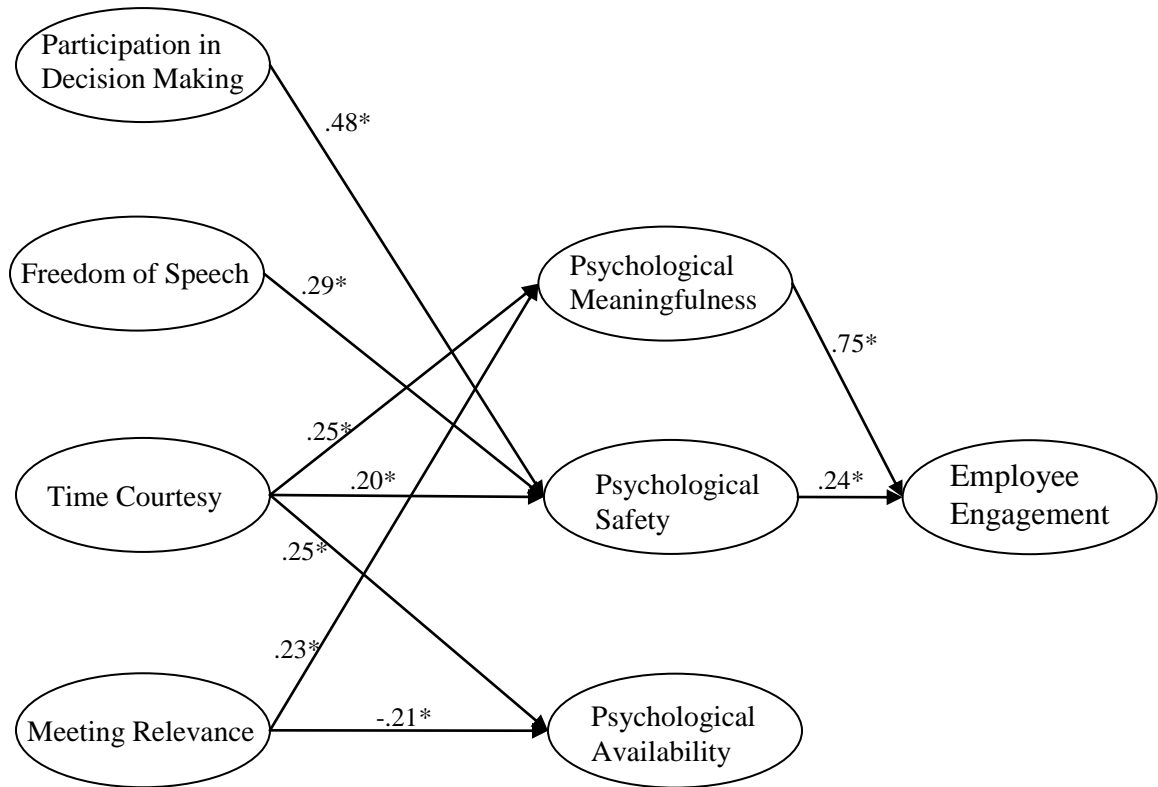 Participation in
Decision Making
.48*
Freedom of Speech
.29*
Psychological
Meaningfulness
.75*
Time Courtesy
.25*
.20*
.25*
Psychological
Safety
.24*
Employee
Engagement
Meeting Relevance
.23*
-.21*
Psychological
Availability